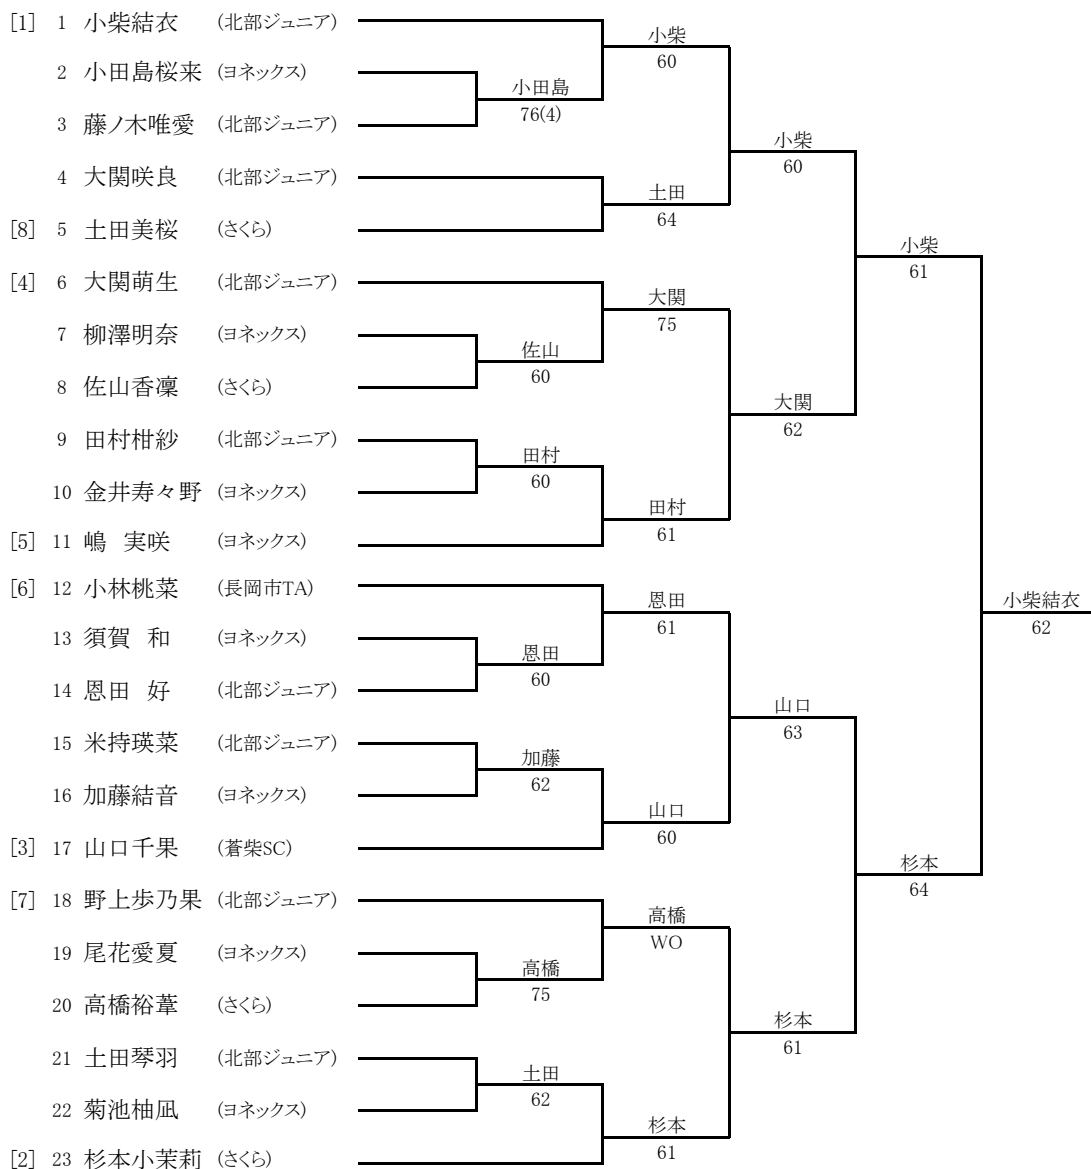 [1] 1 小柴結衣 (北部ジュニア)
小柴
60
2 小田島桜来 (ヨネックス)
小田島
76(4)
3 藤ノ木唯愛 (北部ジュニア)
小柴
60
4 大関咲良 (北部ジュニア)
土田
64
[8] 5 土田美桜 (さくら)
小柴
61
[4] 6 大関萌生 (北部ジュニア)
大関
75
7 柳澤明奈 (ヨネックス)
佐山
60
8 佐山香凜 (さくら)
大関
62
9 田村柑紗 (北部ジュニア)
田村
60
10 金井寿々野 (ヨネックス)
田村
61
[5] 11 嶋 実咲 (ヨネックス)
[6] 12 小林桃菜 (長岡市TA)
恩田
61
小柴結衣
62
13 須賀 和 (ヨネックス)
恩田
60
14 恩田 好 (北部ジュニア)
山口
63
15 米持瑛菜 (北部ジュニア)
加藤
62
16 加藤結音 (ヨネックス)
山口
60
[3] 17 山口千果 (蒼柴SC)
杉本
64
[7] 18 野上歩乃果 (北部ジュニア)
高橋
WO
19 尾花愛夏 (ヨネックス)
高橋
75
20 高橋裕葦 (さくら)
杉本
61
21 土田琴羽 (北部ジュニア)
土田
62
22 菊池柚凪 (ヨネックス)
杉本
61
[2] 23 杉本小茉莉 (さくら)